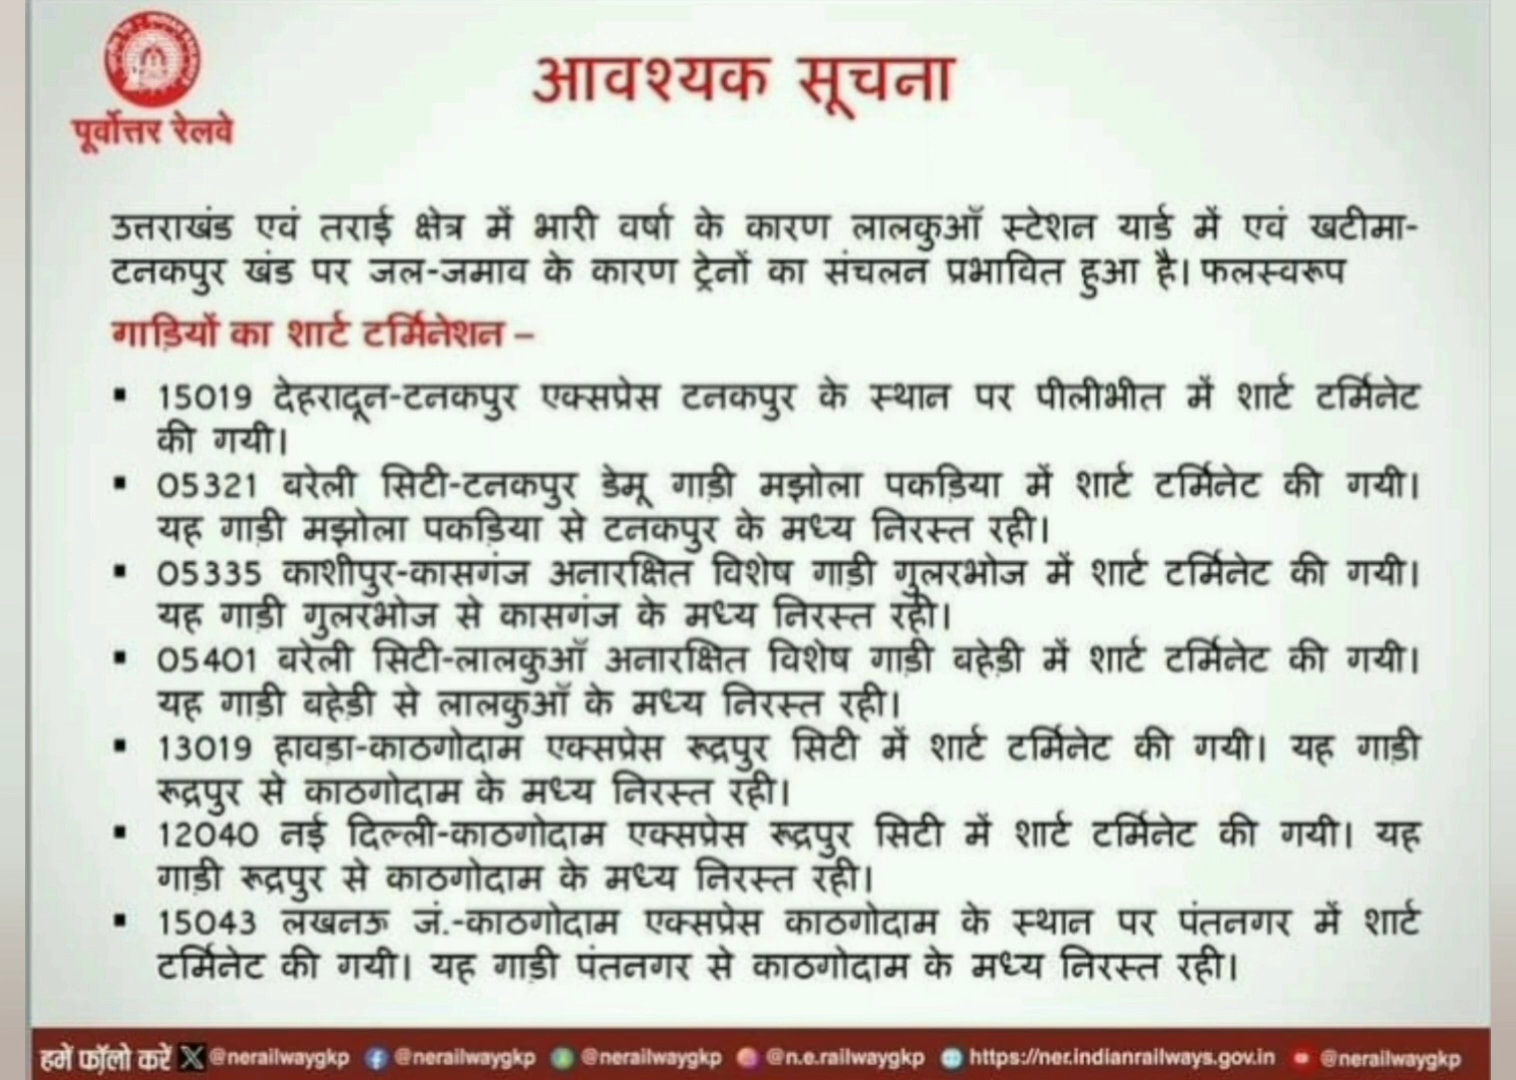 पूर्वोत्तर रेलवे
आवश्यक सूचना
उत्तराखंड एवं तराई क्षेत्र में भारी वर्षा के कारण लालकुआँ स्टेशन यार्ड में एवं खटीमा-
टनकपुर खंड पर जल-जमाव के कारण ट्रेनों का संचलन प्रभावित हुआ है। फलस्वरूप
गाड़ियों का शार्ट टर्मिनेशन –
▪ 15019 देहरादून-टनकपुर एक्सप्रेस टनकपुर के स्थान पर पीलीभीत में शार्ट टर्मिनेट
की गयी।
▪ 05321 बरेली सिटी-टनकपुर डेमू गाड़ी मझोला पकड़िया में शार्ट टर्मिनेट की गयी।
यह गाड़ी मझोला पकड़िया से टनकपुर के मध्य निरस्त रही।
▪ 05335 काशीपुर-कासगंज अनारक्षित विशेष गाड़ी गुलरभोज में शार्ट टर्मिनेट की गयी।
यह गाड़ी गुलरभोज से कासगंज के मध्य निरस्त रही।
▪ 05401 बरेली सिटी-लालकुआँ अनारक्षित विशेष गाड़ी बहेड़ी में शार्ट टर्मिनेट की गयी।
यह गाड़ी बहेड़ी से लालकुआँ के मध्य निरस्त रही।
▪ 13019 हावड़ा-काठगोदाम एक्सप्रेस रूद्रपुर सिटी में शार्ट टर्मिनेट की गयी। यह गाड़ी
रूद्रपुर से काठगोदाम के मध्य निरस्त रही।
▪ 12040 नई दिल्ली-काठगोदाम एक्सप्रेस रूद्रपुर सिटी में शार्ट टर्मिनेट की गयी। यह
गाड़ी रूद्रपुर से काठगोदाम के मध्य निरस्त रही।
▪ 15043 लखनऊ जं.-काठगोदाम एक्सप्रेस काठगोदाम के स्थान पर पंतनगर में शार्ट
टर्मिनेट की गयी। यह गाड़ी पंतनगर से काठगोदाम के मध्य निरस्त रही।
हमें फॉलो करें X @nerailwaygkp @nerailwaygkp @nerailwaygkp @n.e.railwaygkp https://ner.indianrailways.gov.in @nerailwaygkp